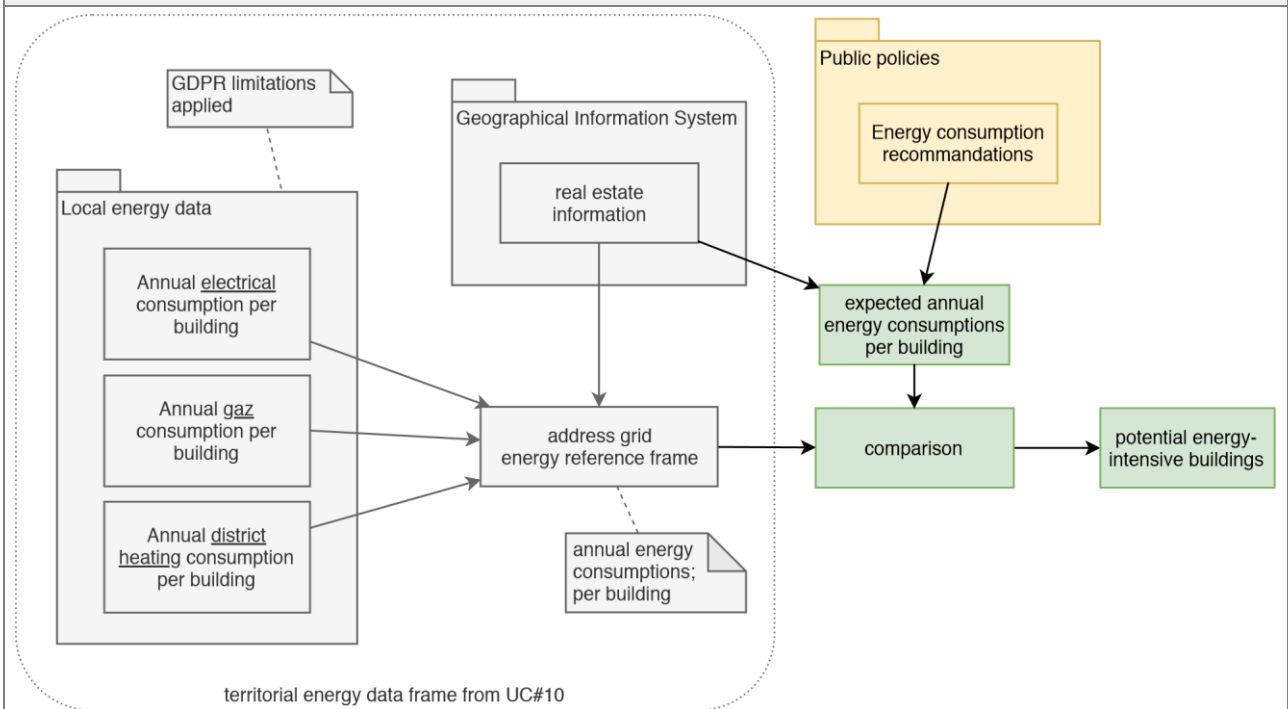 GDPR limitations
applied
Local energy data
Annual electrical
consumption per
building
Annual gaz
consumption per
building
Annual district
heating consumption
per building
Geographical Information System
real estate
information
address grid
energy reference frame
annual energy
consumptions;
per building
territorial energy data frame from UC#10
Public policies
Energy consumption
recommandations
expected annual
energy consumptions
per building
comparison
potential energy-
intensive buildings